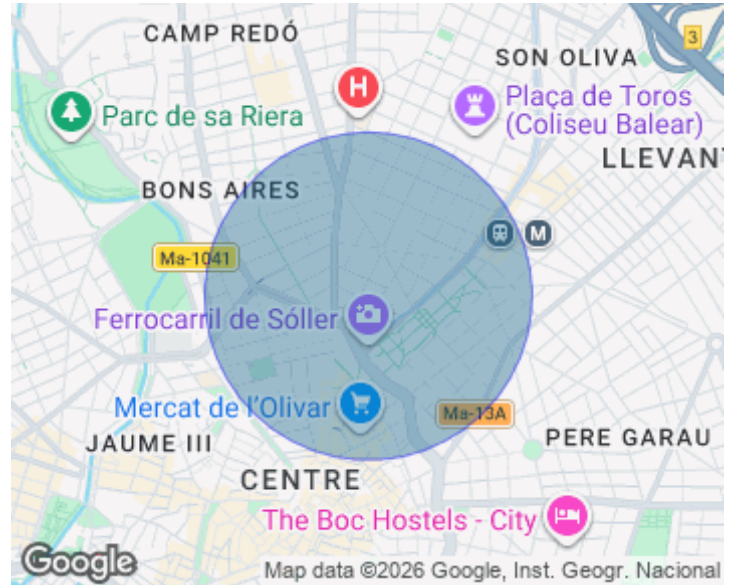 CAMP REDÓ
3
SON OLIVA
H
Plaça de Toros
(Coliseu Balear)
Parc de sa Riera
LLEVANT
BONS AIRES
M
Ma-1041
Ferrocarril de Sóller
Mercat de l'Olivar
Ma-13A
JAUME III
PERE GARAU
CENTRE
The Boc Hostels - City
Google
Map data ©2026 Google, Inst. Geogr. Nacional